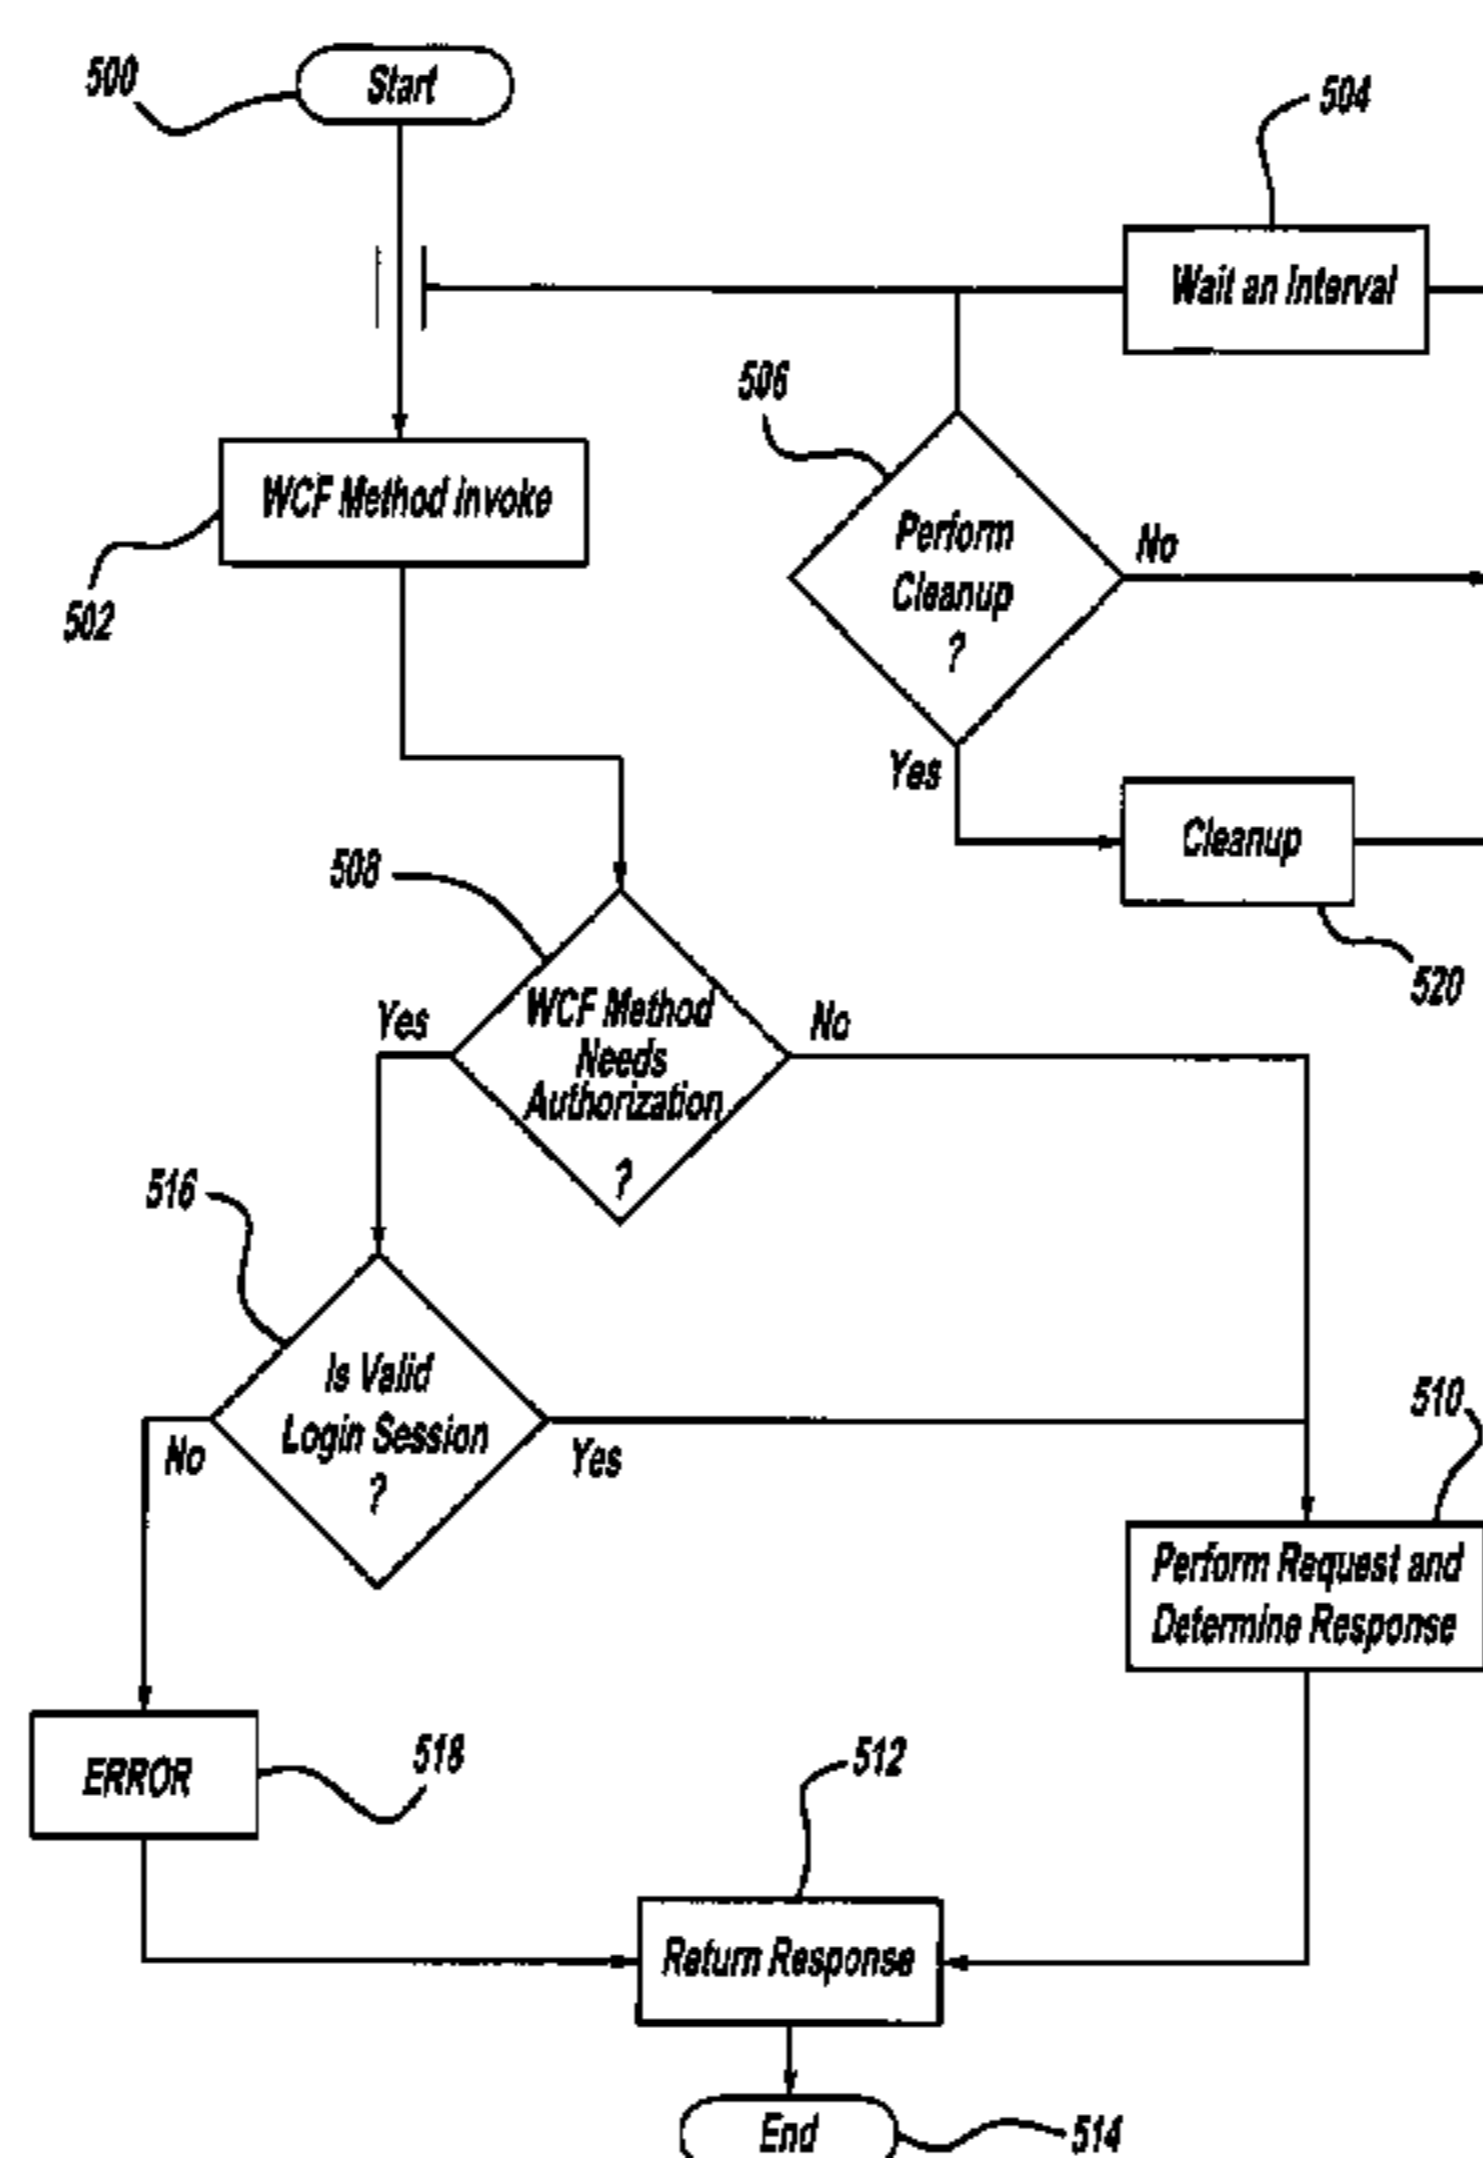 500
Start
504
Wait an Interval
506
WCF Method Invoke
502
Perform
Cleanup
?
No
Yes
Cleanup
520
508
WCF Method
Needs
Authorization
?
Yes
No
516
Is Valid
Login Session
?
No
Yes
510
Perform Request and
Determine Response
ERROR
518
512
Return Response
End
514